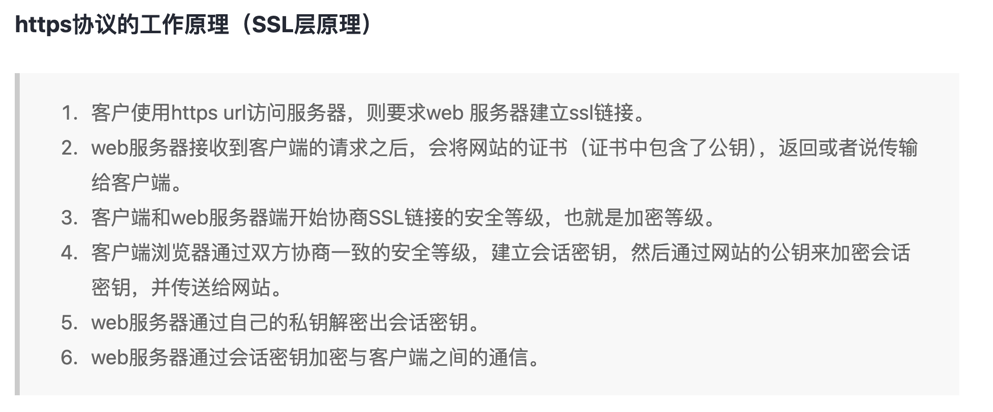 https协议的工作原理（SSL层原理）
1. 客户使用https url访问服务器，则要求web 服务器建立ssl链接。
2. web服务器接收到客户端的请求之后，会将网站的证书（证书中包含了公钥），返回或者说传输
给客户端。
3. 客户端和web服务器端开始协商SSL链接的安全等级，也就是加密等级。
4. 客户端浏览器通过双方协商一致的安全等级，建立会话密钥，然后通过网站的公钥来加密会话
密钥，并传送给网站。
5. web服务器通过自己的私钥解密出会话密钥。
6. web服务器通过会话密钥加密与客户端之间的通信。